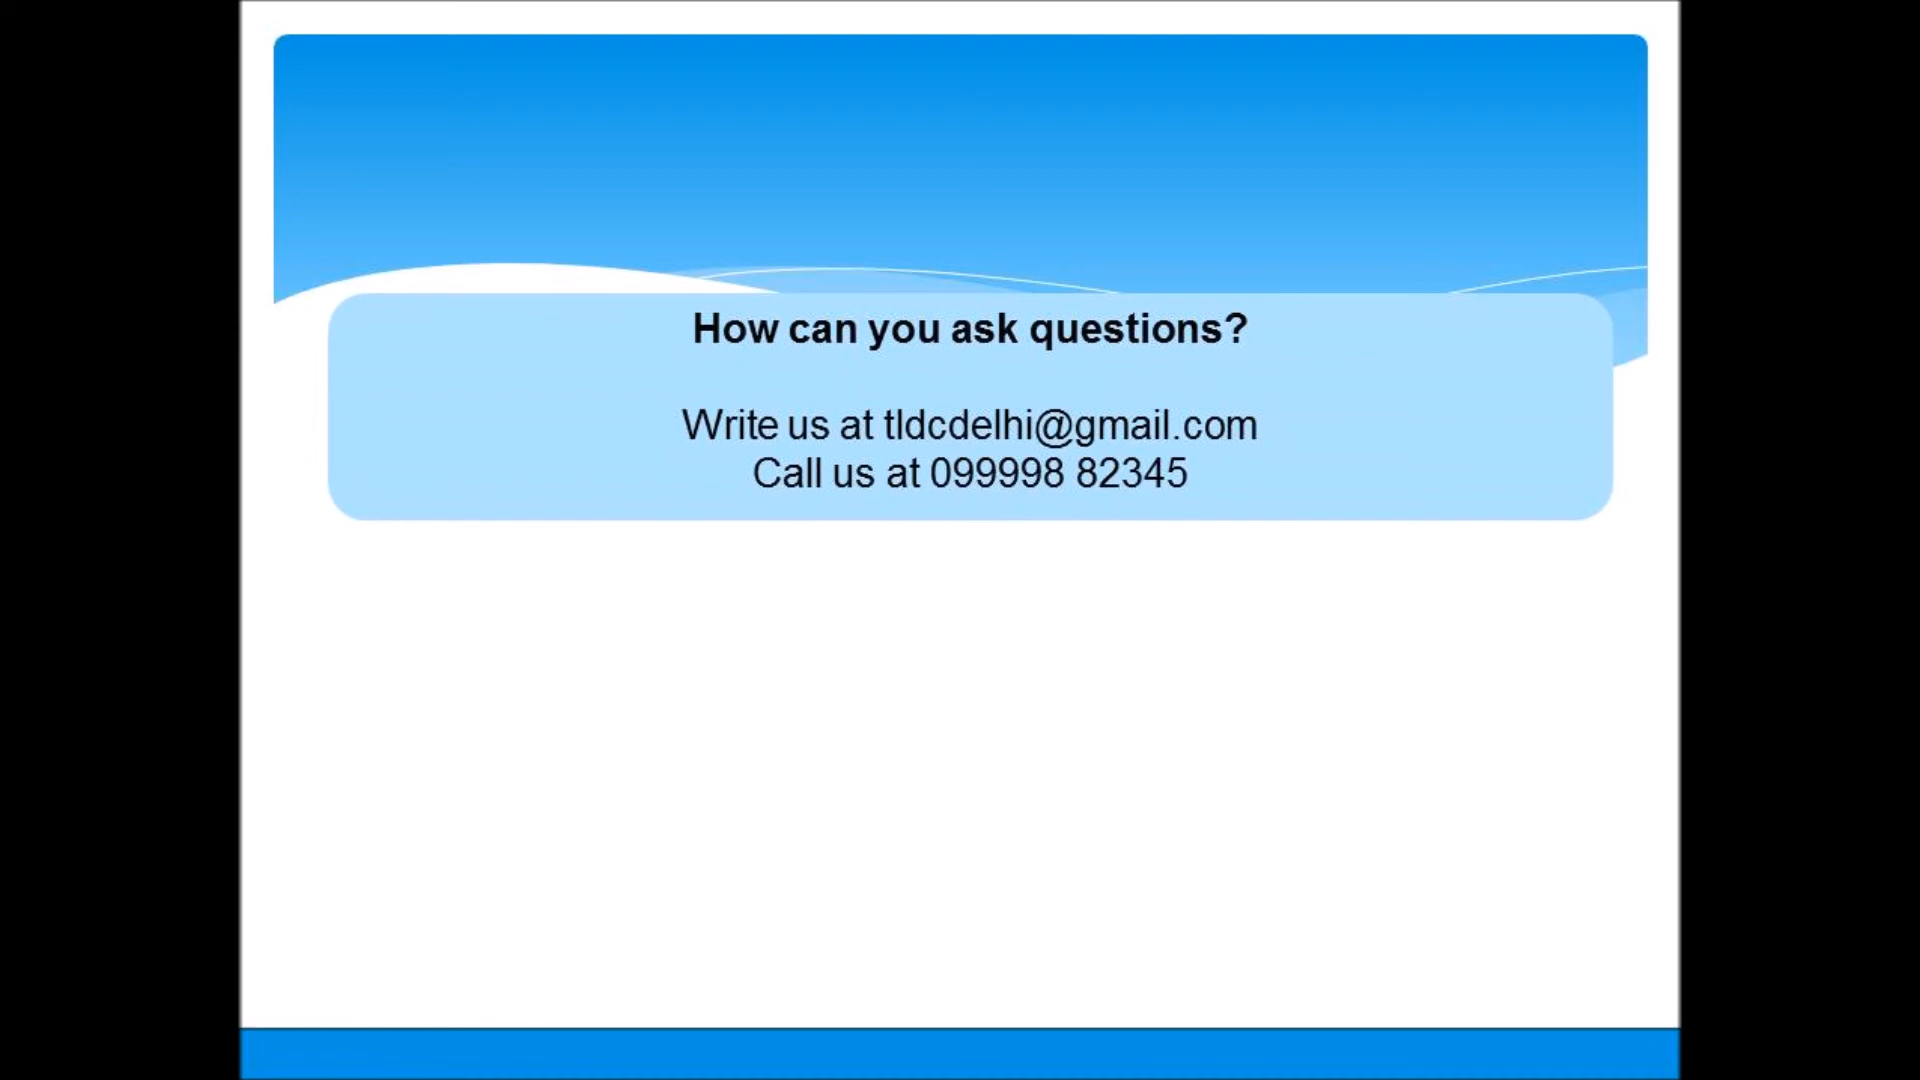 How can you ask questions?
Write us at tldcdelhi@gmail.com
Call us at 099998 82345